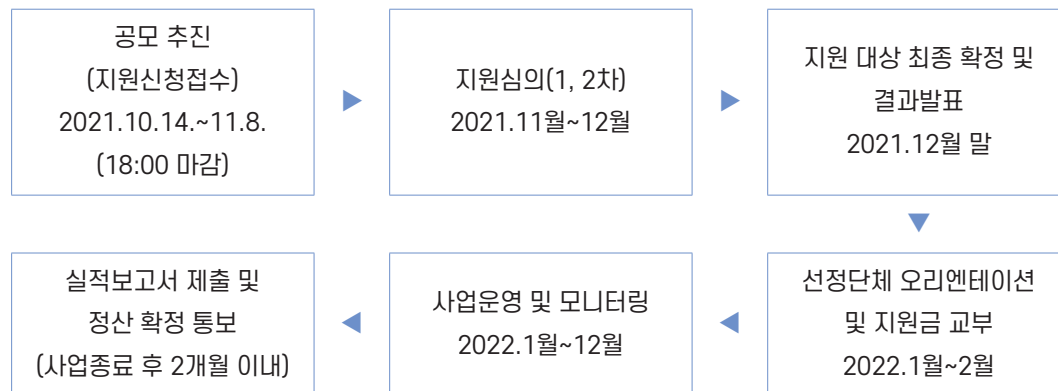 공모 추진
(지원신청접수)
2021.10.14.~11.8.
(18:00 마감)
지원심의(1, 2차)
2021.11월~12월
지원 대상 최종 확정 및
결과발표
2021.12월 말
선정단체 오리엔테이션
및 지원금 교부
2022.1월~2월
사업운영 및 모니터링
2022.1월~12월
실적보고서 제출 및
정산 확정 통보
(사업종료 후 2개월 이내)